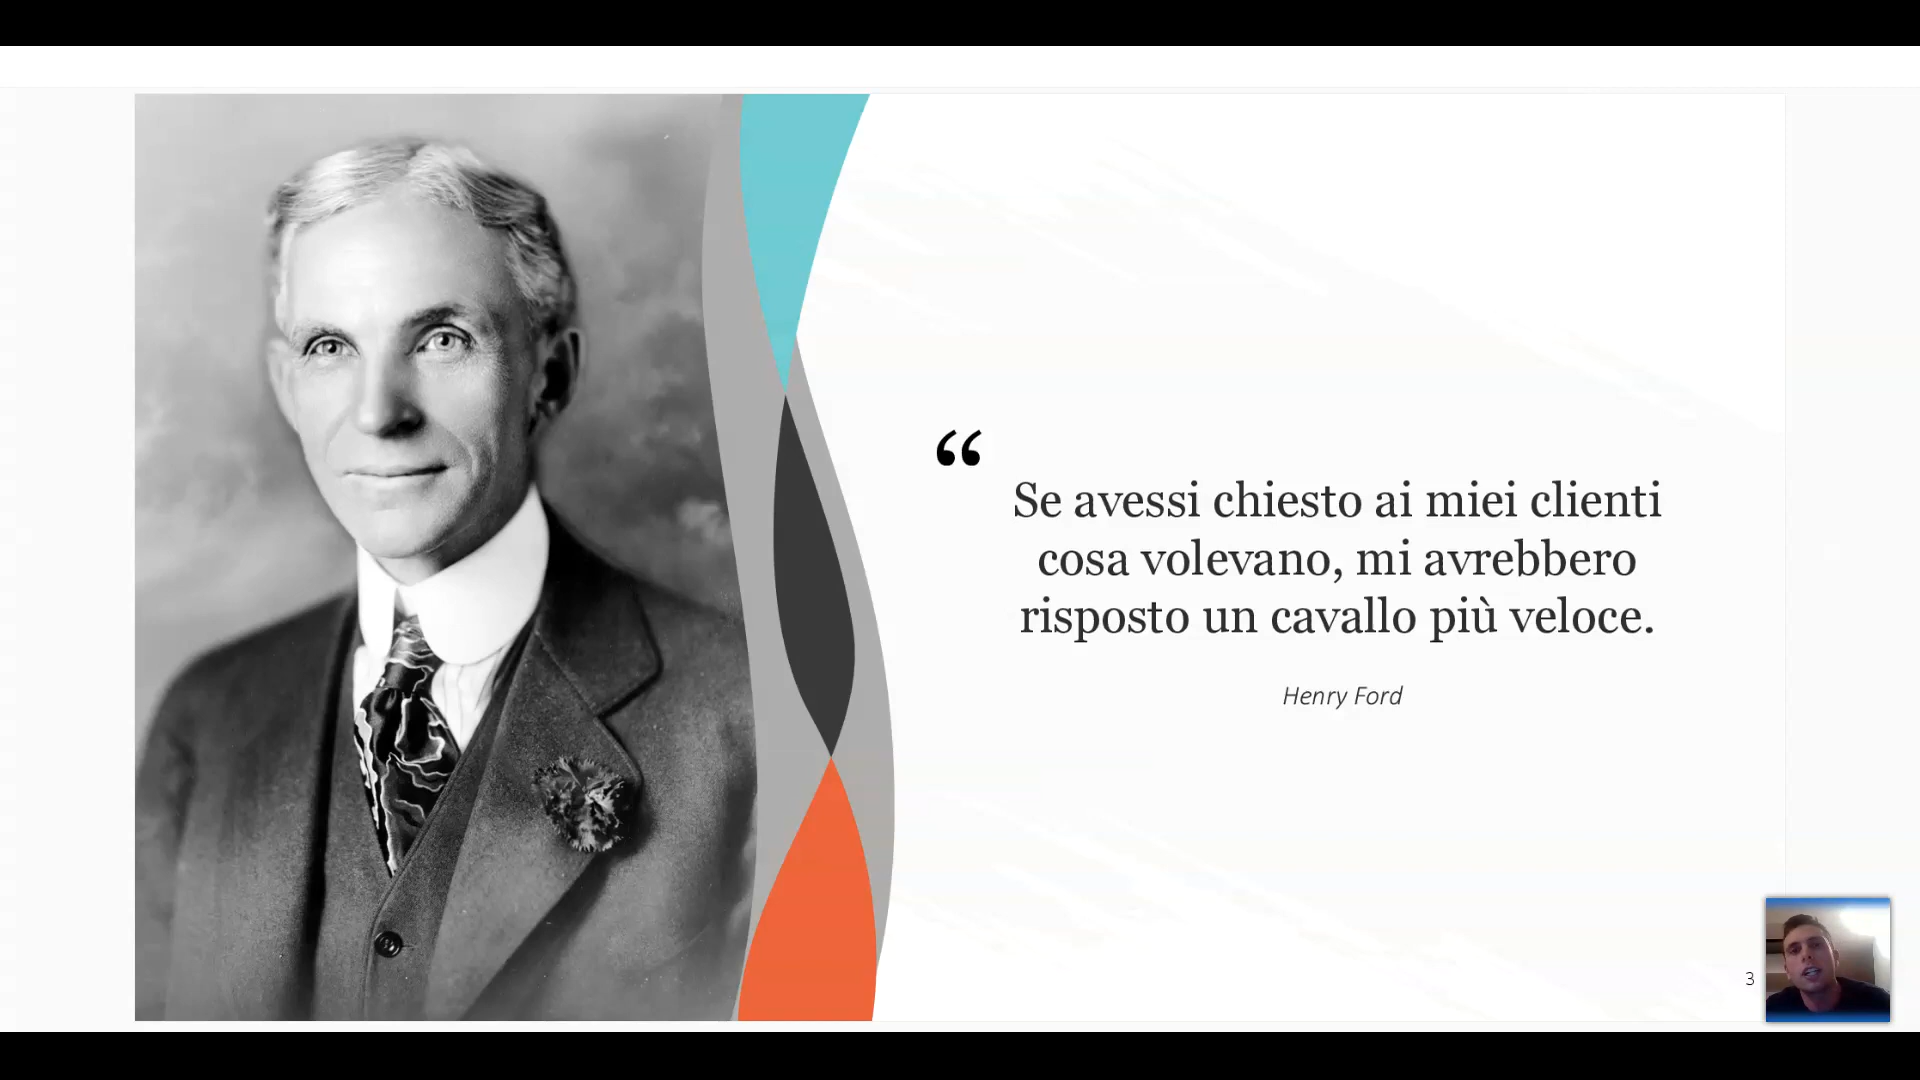 “
Se avessi chiesto ai miei clienti
cosa volevano, mi avrebbero
risposto un cavallo più veloce.
Henry Ford
3